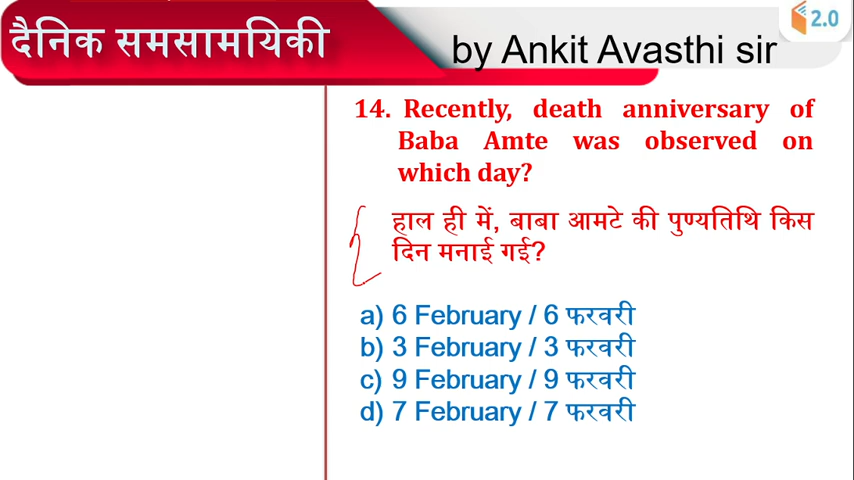 दैनिक समसामयिकी
by Ankit Avasthi sir
2.0
14. Recently, death anniversary of
Baba Amte was observed on
which day?
हाल ही में, बाबा आमटे की पुण्यतिथि किस
दिन मनाई गई?
a) 6 February / 6 फरवरी
b) 3 February / 3 फरवरी
c) 9 February / 9 फरवरी
d) 7 February / 7 फरवरी